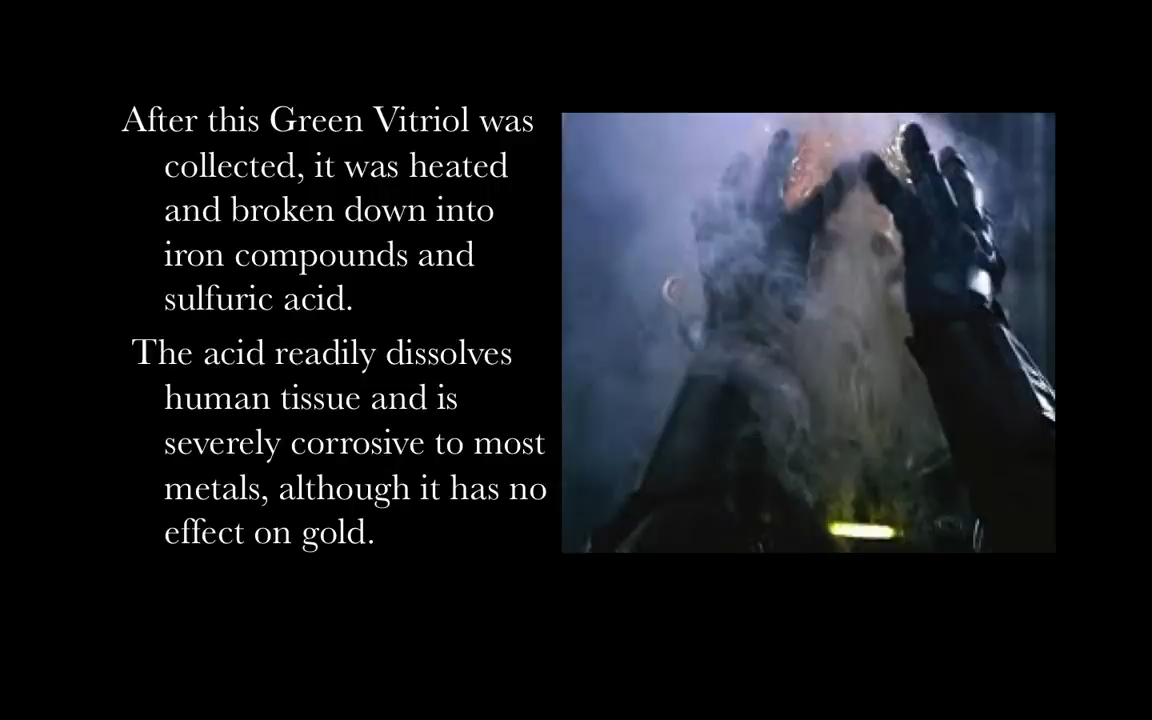 After this Green Vitriol was
collected, it was heated
and broken down into
iron compounds and
sulfuric acid.
The acid readily dissolves
human tissue and is
severely corrosive to most
metals, although it has no
effect on gold.